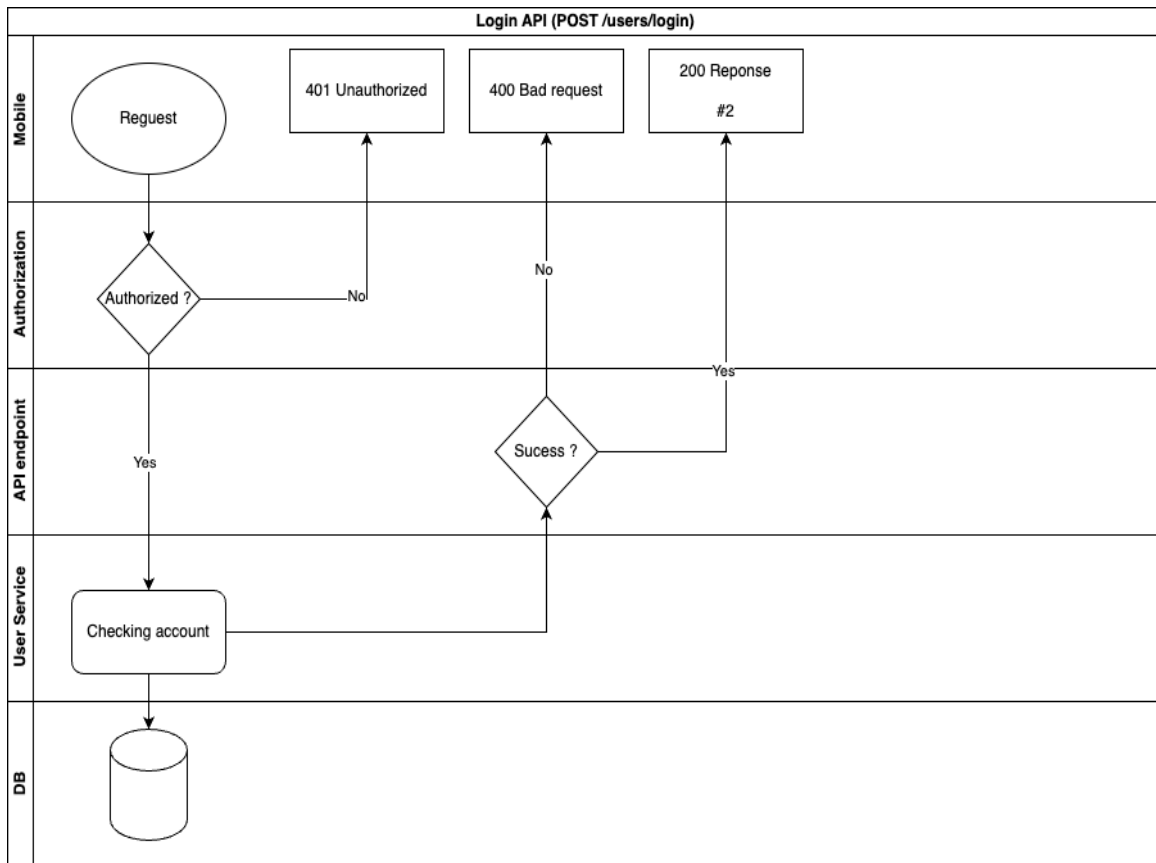 Login API (POST /users/login)
Mobile
Reguest
401 Unauthorized
400 Bad request
200 Reponse
#2
Authorization
Authorized ?
No
No
API endpoint
Yes
Sucess ?
Yes
User Service
Checking account
DB